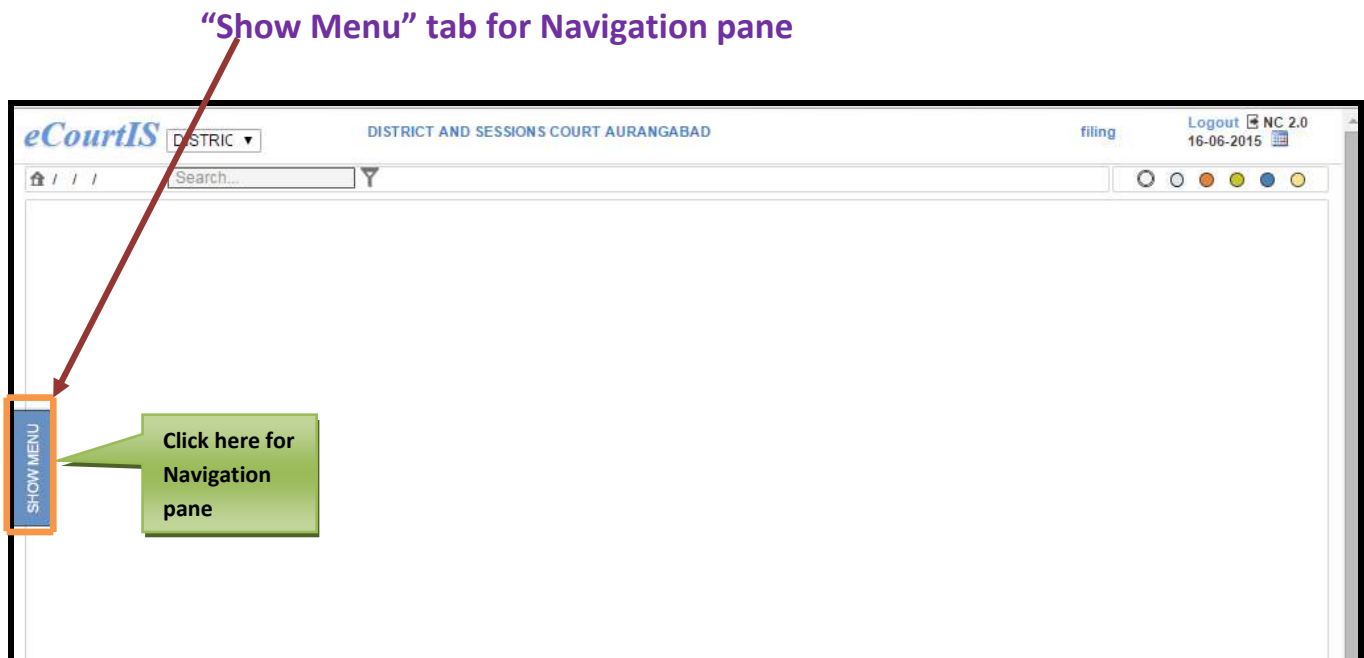 “Show Menu” tab for Navigation pane
eCourtIS DISTRIC DISTRICT AND SESSIONS COURT AURANGABAD filing Logout NC 2.0
16-06-2015
/ / / Search...
SHOW MENU
Click here for
Navigation
pane